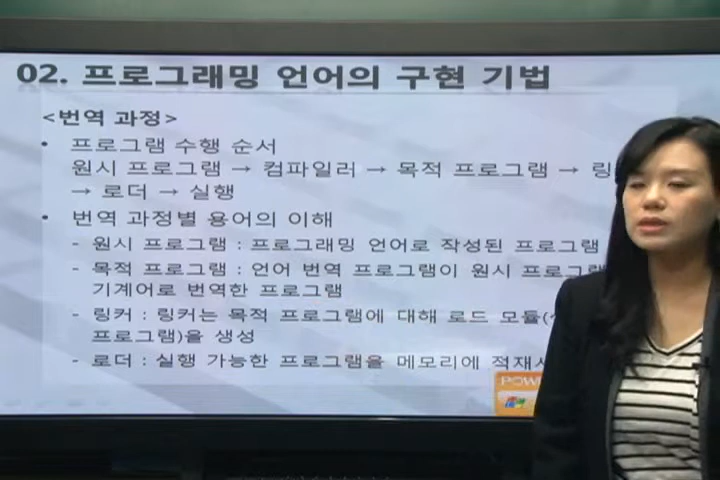 02. 프로그래밍 언어의 구현 기법
<번역 과정>
• 프로그램 수행 순서
원시 프로그램 → 컴파일러 → 목적 프로그램 → 링
→ 로더 → 실행
• 번역 과정별 용어의 이해
- 원시 프로그램 : 프로그래밍 언어로 작성된 프로그램
- 목적 프로그램 : 언어 번역 프로그램이 원시 프로그
기계어로 번역한 프로그램
- 링커 : 링커는 목적 프로그램에 대해 로드 모듈(
프로그램)을 생성
- 로더 : 실행 가능한 프로그램을 메모리에 적재
POW